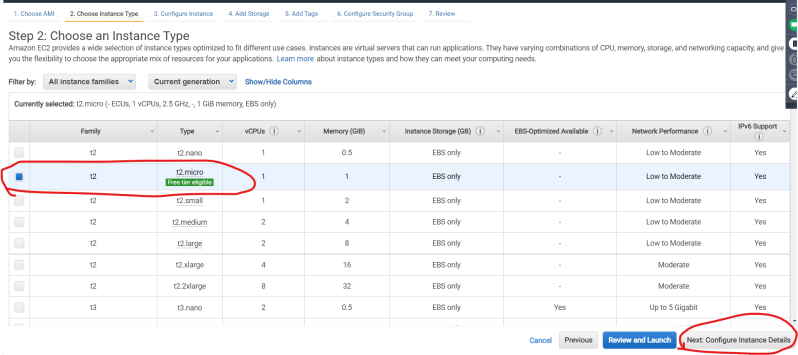 1. Choose AMI 2. Choose Instance Type 3. Configure Instance 4. Add Storage 5. Add Tags 6. Configure Security Group 7. Review
Step 2: Choose an Instance Type
Amazon EC2 provides a wide selection of instance types optimized to fit different use cases. Instances are virtual servers that can run applications. They have varying combinations of CPU, memory, storage, and networking capacity, and give
you the flexibility to choose the appropriate mix of resources for your applications. Learn more about instance types and how they can meet your computing needs.
Filter by: All instance families Current generation Show/Hide Columns
Currently selected: t2.micro (- ECUs, 1 vCPUs, 2.5 GHz, -, 1 GiB memory, EBS only)
Family Type vCPUs Memory (GiB) Instance Storage (GB) EBS-Optimized Available Network Performance IPv6 Support
t2 t2.nano 1 0.5 EBS only - Low to Moderate Yes
t2 t2.micro 1 1 EBS only - Low to Moderate Yes
Free tier eligible
t2 t2.small 1 2 EBS only - Low to Moderate Yes
t2 t2.medium 2 4 EBS only - Low to Moderate Yes
t2 t2.large 2 8 EBS only - Low to Moderate Yes
t2 t2.xlarge 4 16 EBS only - Moderate Yes
t2 t2.2xlarge 8 32 EBS only - Moderate Yes
t3 t3.nano 2 0.5 EBS only Yes Up to 5 Gigabit Yes
Cancel Previous Review and Launch Next: Configure Instance Details